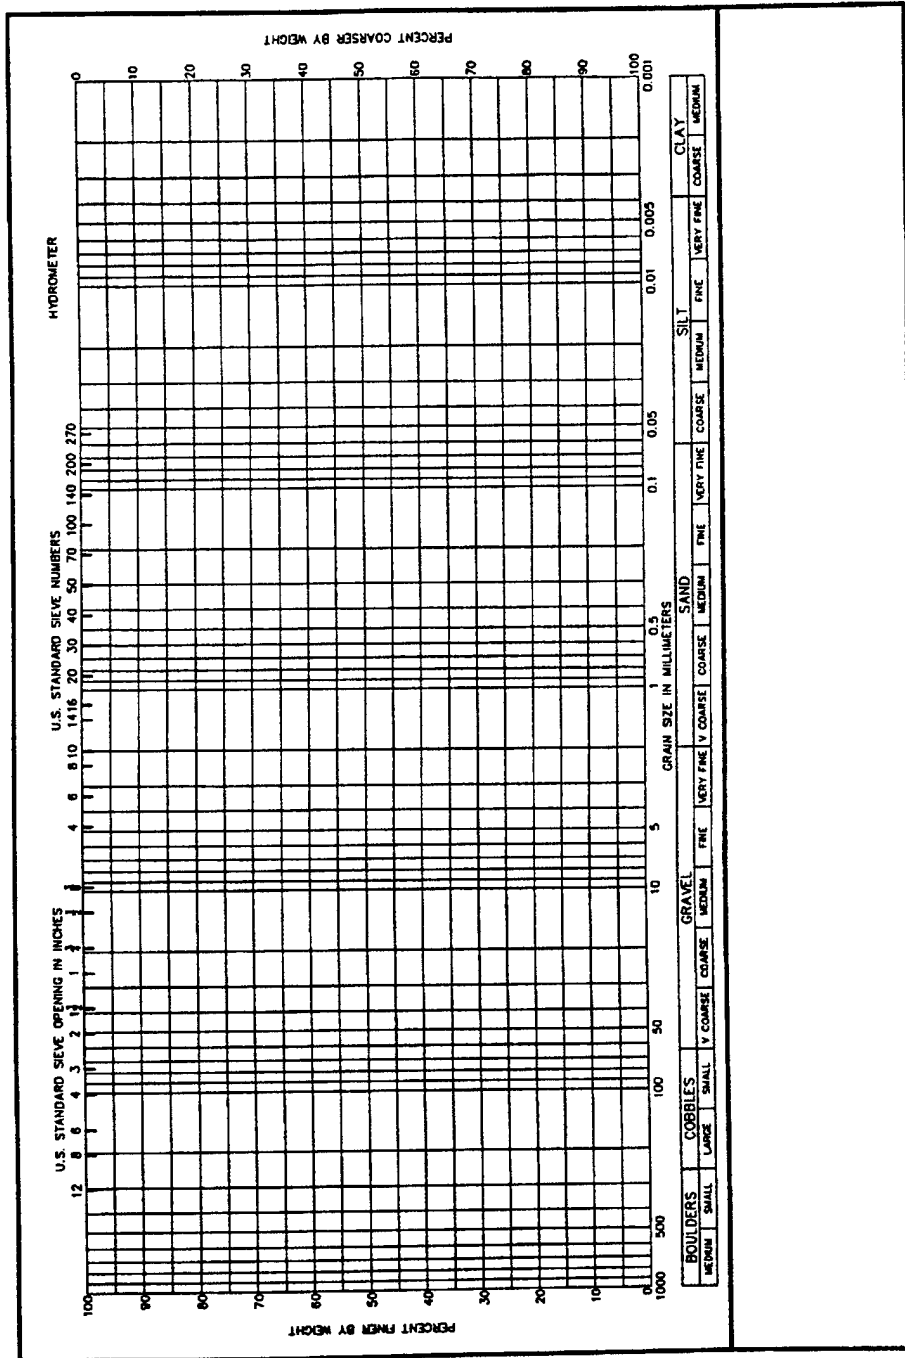 U.S. STANDARD SIEVE OPENING IN INCHES U.S. STANDARD SIEVE NUMBERS HYDROMETER
12 8 6 4 3 2 1 4 6 8 10 14 16 20 30 40 50 70 100 140 200 270
PERCENT FINER BY WEIGHT
100
90
80
70
60
50
40
30
20
10
0
PERCENT COARSER BY WEIGHT
0
10
20
30
40
50
60
70
80
90
100
1000 500 100 50 10 5 1 0.5 0.1 0.05 0.01 0.005 0.001
GRAIN SIZE IN MILLIMETERS
BOULDERS COBBLES GRAVEL SAND SILT CLAY
MEDIUM SMALL LARGE SMALL V COARSE COARSE MEDIUM FINE VERY FINE V COARSE COARSE MEDIUM FINE VERY FINE COARSE MEDIUM FINE VERY FINE COARSE MEDIUM